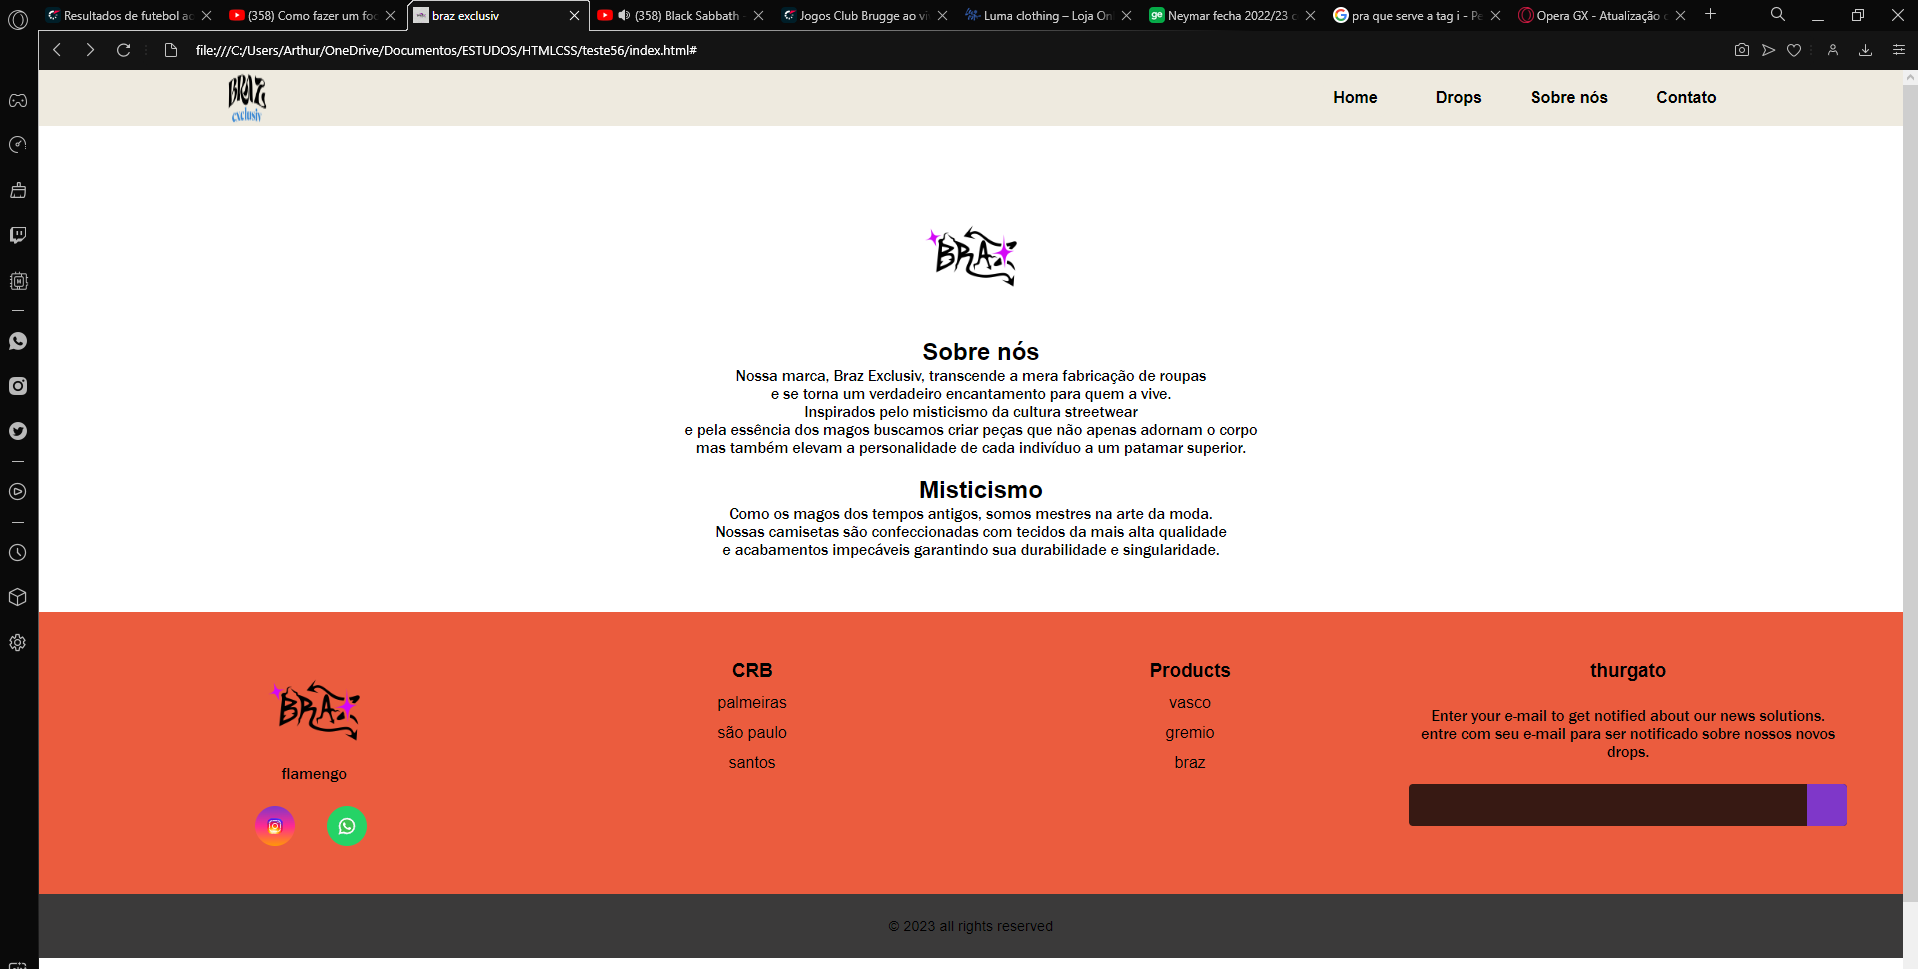 Resultados de futebol ac
(358) Como fazer um foo
braz exclusiv
(358) Black Sabbath -
Jogos Club Brugge ao vi
Luma clothing – Loja Onl
ge Neymar fecha 2022/23 c
pra que serve a tag i - Pe
Opera GX - Atualização c
file:///C:/Users/Arthur/OneDrive/Documentos/ESTUDOS/HTMLCSS/teste56/index.html#
BRAZ
exclusiv
Home
Drops
Sobre nós
Contato
BRAZ
Sobre nós
Nossa marca, Braz Exclusiv, transcende a mera fabricação de roupas
e se torna um verdadeiro encantamento para quem a vive.
Inspirados pelo misticismo da cultura streetwear
e pela essência dos magos buscamos criar peças que não apenas adornam o corpo
mas também elevam a personalidade de cada indivíduo a um patamar superior.
Misticismo
Como os magos dos tempos antigos, somos mestres na arte da moda.
Nossas camisetas são confeccionadas com tecidos da mais alta qualidade
e acabamentos impecáveis garantindo sua durabilidade e singularidade.
BRAZ
flamengo
CRB
palmeiras
são paulo
santos
Products
vasco
gremio
braz
thurgato
Enter your e-mail to get notified about our news solutions.
entre com seu e-mail para ser notificado sobre nossos novos
drops.
© 2023 all rights reserved